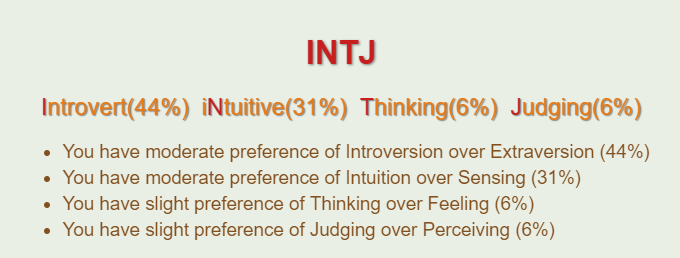 INTJ
Introvert(44%) iNtuitive(31%) Thinking(6%) Judging(6%)
• You have moderate preference of Introversion over Extraversion (44%)
• You have moderate preference of Intuition over Sensing (31%)
• You have slight preference of Thinking over Feeling (6%)
• You have slight preference of Judging over Perceiving (6%)